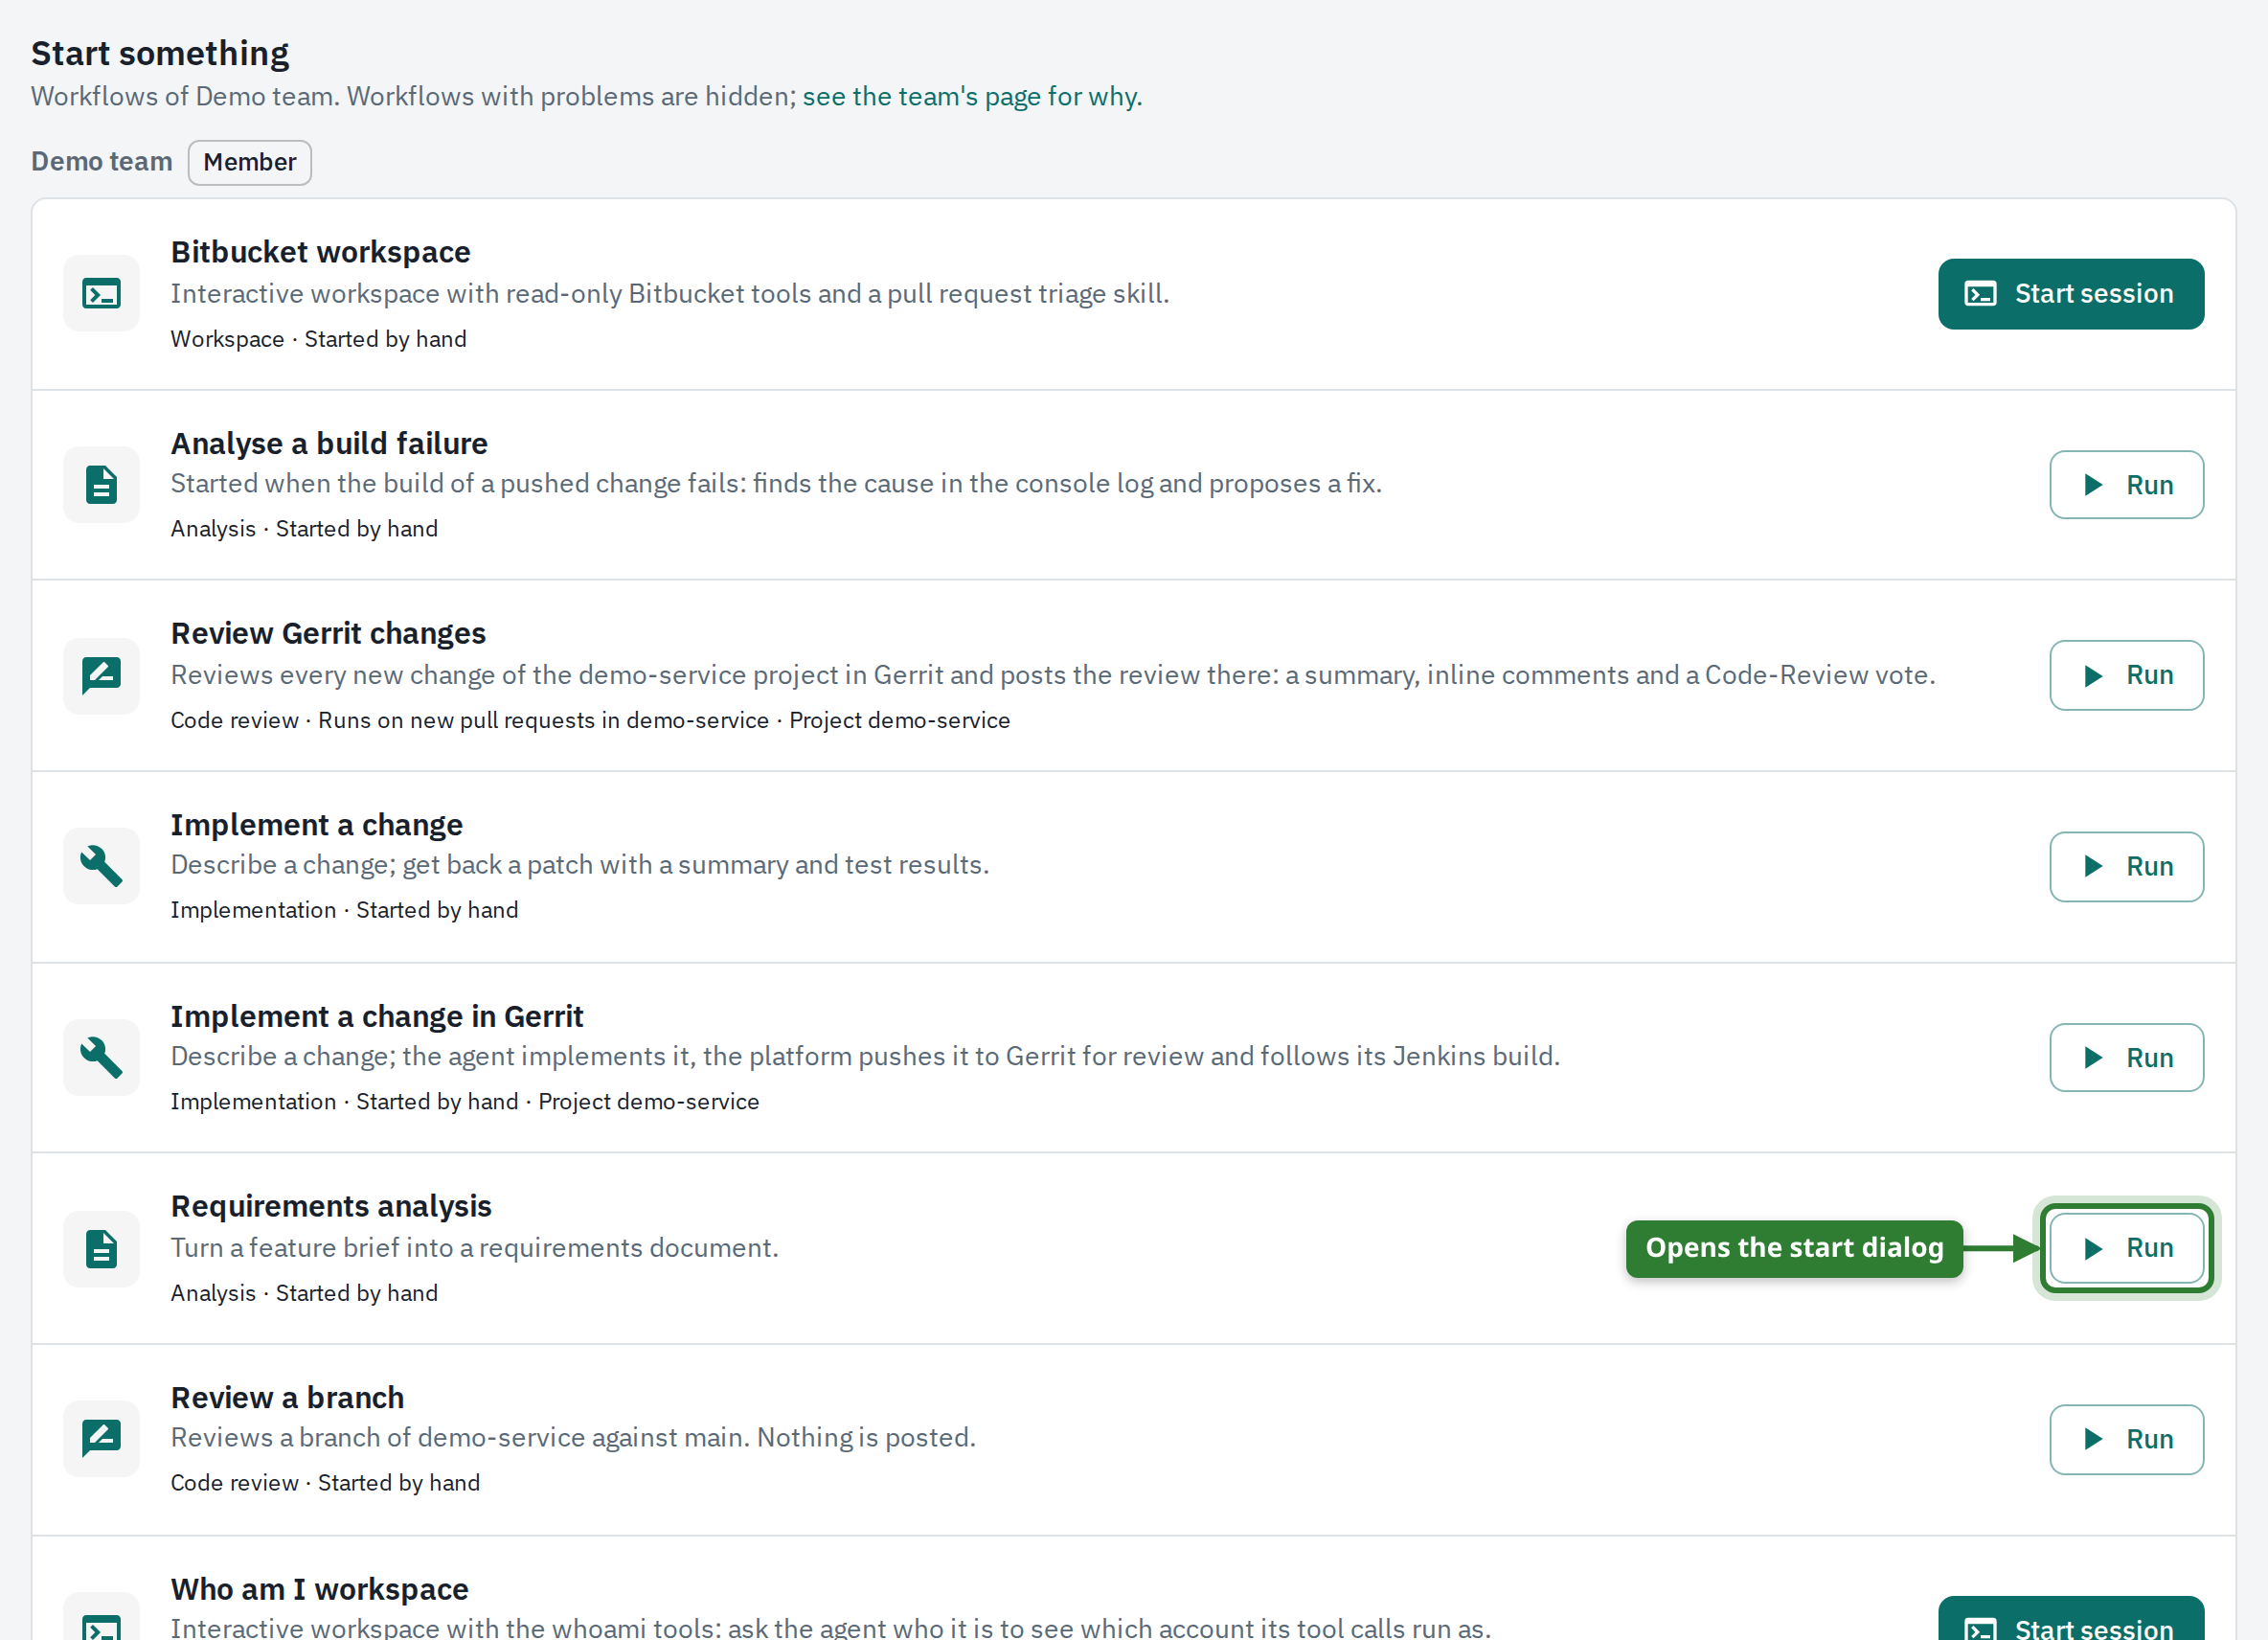 Start something
Workflows of Demo team. Workflows with problems are hidden; see the team's page for why.
Demo team Member
Bitbucket workspace
Interactive workspace with read-only Bitbucket tools and a pull request triage skill.
Workspace · Started by hand
Start session
Analyse a build failure
Started when the build of a pushed change fails: finds the cause in the console log and proposes a fix.
Analysis · Started by hand
Run
Review Gerrit changes
Reviews every new change of the demo-service project in Gerrit and posts the review there: a summary, inline comments and a Code-Review vote.
Code review · Runs on new pull requests in demo-service · Project demo-service
Run
Implement a change
Describe a change; get back a patch with a summary and test results.
Implementation · Started by hand
Run
Implement a change in Gerrit
Describe a change; the agent implements it, the platform pushes it to Gerrit for review and follows its Jenkins build.
Implementation · Started by hand · Project demo-service
Run
Requirements analysis
Turn a feature brief into a requirements document.
Analysis · Started by hand
Opens the start dialog
Run
Review a branch
Reviews a branch of demo-service against main. Nothing is posted.
Code review · Started by hand
Run
Who am I workspace
Interactive workspace with the whoami tools: ask the agent who it is to see which account its tool calls run as.
Start session